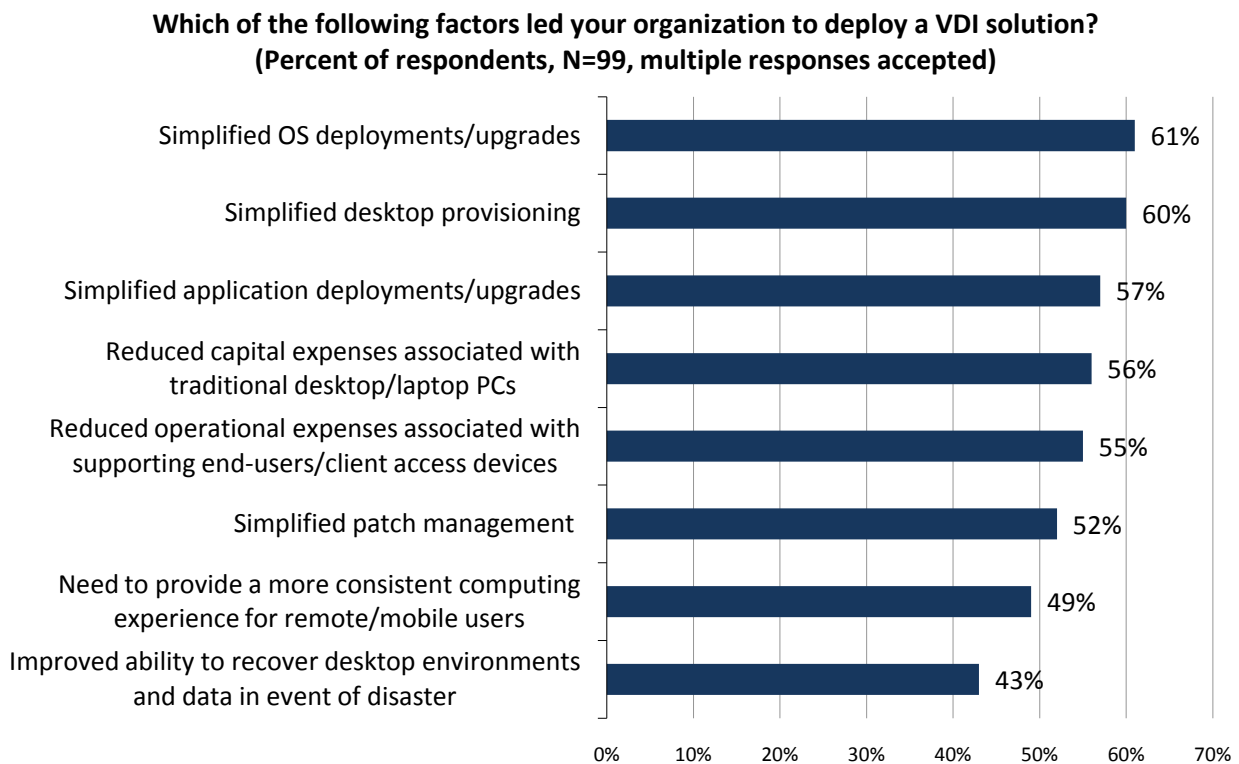 Which of the following factors led your organization to deploy a VDI solution?
(Percent of respondents, N=99, multiple responses accepted)
Simplified OS deployments/upgrades
61%
Simplified desktop provisioning
60%
Simplified application deployments/upgrades
57%
Reduced capital expenses associated with
traditional desktop/laptop PCs
56%
Reduced operational expenses associated with
supporting end-users/client access devices
55%
Simplified patch management
52%
Need to provide a more consistent computing
experience for remote/mobile users
49%
Improved ability to recover desktop environments
and data in event of disaster
43%
0% 10% 20% 30% 40% 50% 60% 70%